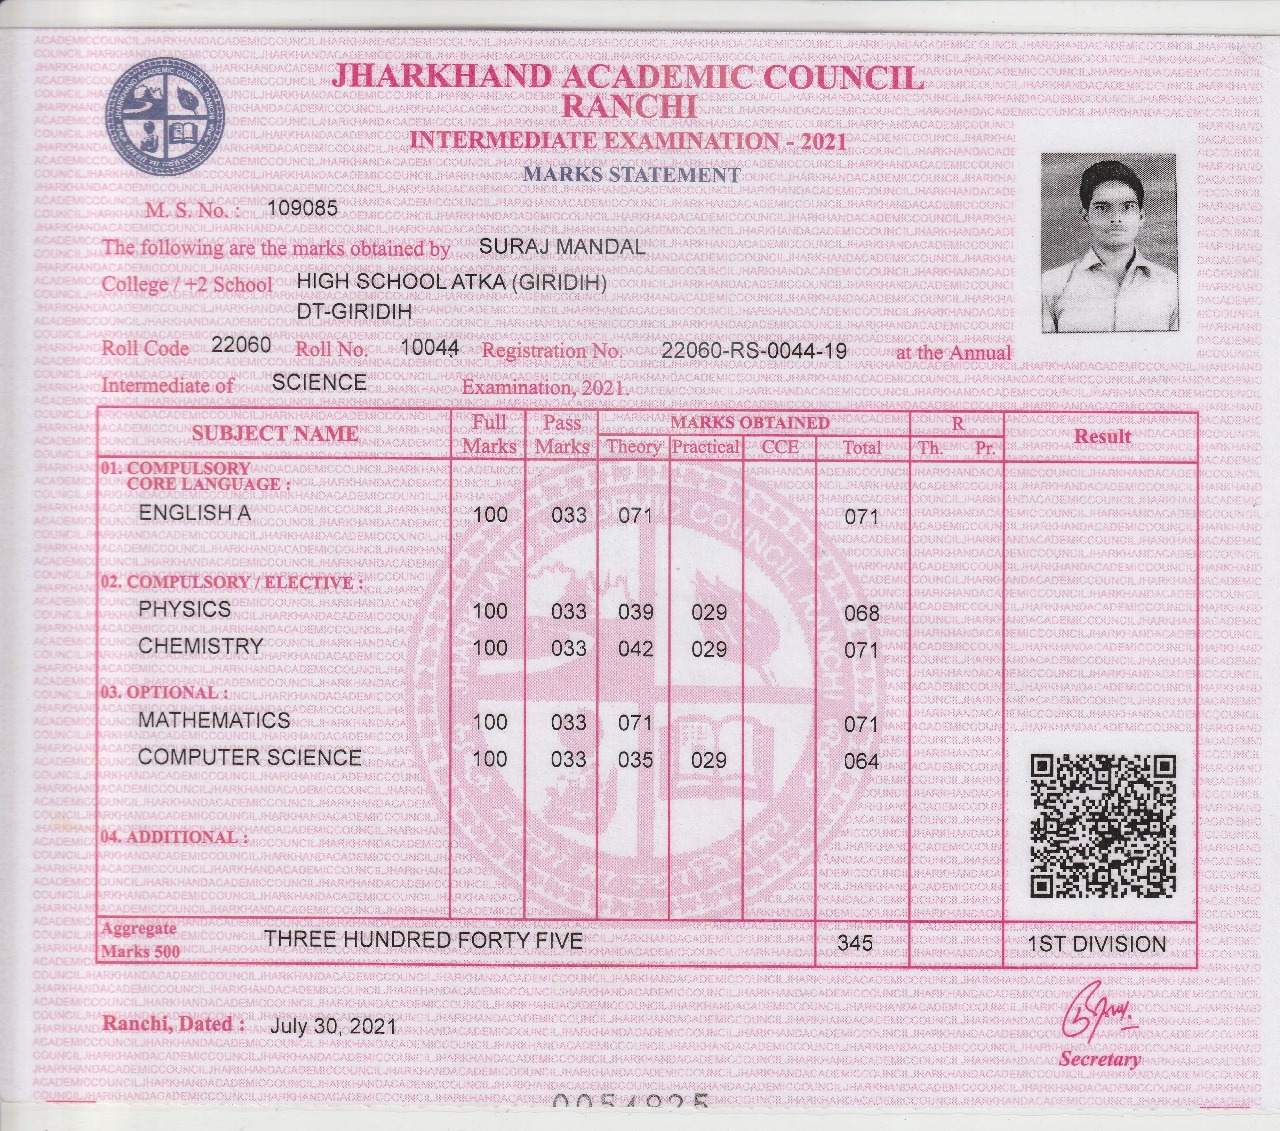 JHARKHAND ACADEMIC COUNCIL
RANCHI
INTERMEDIATE EXAMINATION - 2021
MARKS STATEMENT
M. S. No. : 109085
The following are the marks obtained by SURAJ MANDAL
College / +2 School HIGH SCHOOL ATKA (GIRIDIH)
DT-GIRIDIH
Roll Code 22060 Roll No. 10044 Registration No. 22060-RS-0044-19 at the Annual
Intermediate of SCIENCE Examination, 2021.
SUBJECT NAME Full Marks Pass Marks MARKS OBTAINED R Result
Theory Practical CCE Total Th. Pr.
01. COMPULSORY
CORE LANGUAGE :
ENGLISH A 100 033 071 071
02. COMPULSORY / ELECTIVE :
PHYSICS 100 033 039 029 068
CHEMISTRY 100 033 042 029 071
03. OPTIONAL :
MATHEMATICS 100 033 071 071
COMPUTER SCIENCE 100 033 035 029 064
04. ADDITIONAL :
Aggregate
Marks 500 THREE HUNDRED FORTY FIVE 345 1ST DIVISION
Ranchi, Dated : July 30, 2021
Secretary